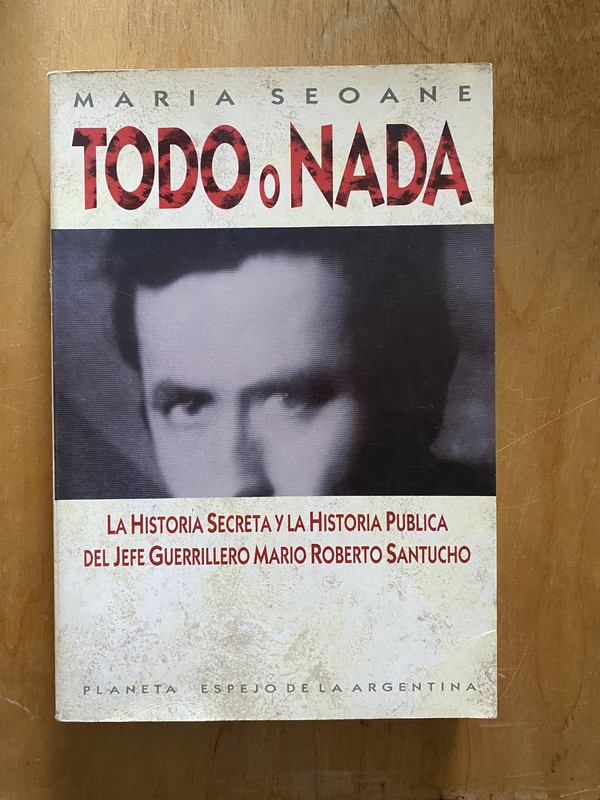 MARIA SEOANE
TODO O NADA
LA HISTORIA SECRETA Y LA HISTORIA PUBLICA
DEL JEFE GUERRILLERO MARIO ROBERTO SANTUCHO
PLANETA ESPEJO DE LA ARGENTINA